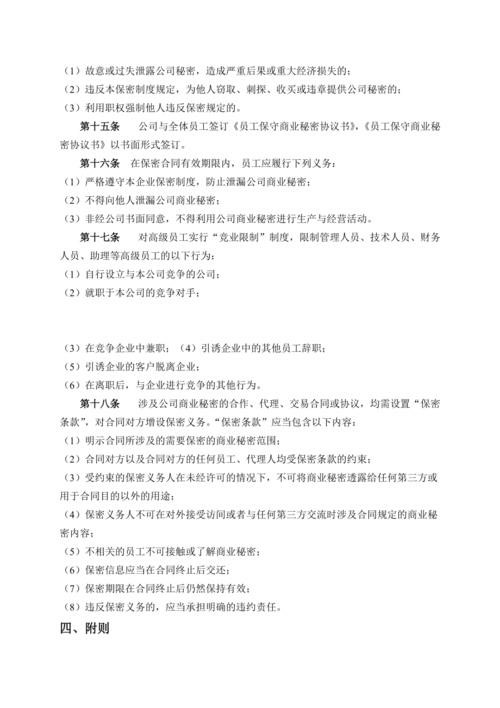 （1）故意或过失泄露公司秘密，造成严重后果或重大经济损失的；
（2）违反本保密制度规定，为他人窃取、刺探、收买或违章提供公司秘密的；
（3）利用职权强制他人违反保密规定的。
第十五条 公司与全体员工签订《员工保守商业秘密协议书》，《员工保守商业秘
密协议书》以书面形式签订。
第十六条 在保密合同有效期限内，员工应履行下列义务：
（1）严格遵守本企业保密制度，防止泄漏公司商业秘密；
（2）不得向他人泄漏公司商业秘密；
（3）非经公司书面同意，不得利用公司商业秘密进行生产与经营活动。
第十七条 对高级员工实行“竞业限制”制度，限制管理人员、技术人员、财务
人员、助理等高级员工的以下行为：
（1）自行设立与本公司竞争的公司；
（2）就职于本公司的竞争对手；
（3）在竞争企业中兼职；（4）引诱企业中的其他员工辞职；
（5）引诱企业的客户脱离企业；
（6）在离职后，与企业进行竞争的其他行为。
第十八条 涉及公司商业秘密的合作、代理、交易合同或协议，均需设置“保密
条款”，对合同对方增设保密义务。“保密条款”应当包含以下内容：
（1）明示合同所涉及的需要保密的商业秘密范围；
（2）合同对方以及合同对方的任何员工、代理人均受保密条款的约束；
（3）受约束的保密义务人在未经许可的情况下，不可将商业秘密透露给任何第三方或
用于合同目的以外的用途；
（4）保密义务人不可在对外接受访问或者与任何第三方交流时涉及合同规定的商业秘
密内容；
（5）不相关的员工不可接触或了解商业秘密；
（6）保密信息应当在合同终止后交还；
（7）保密期限在合同终止后仍然保持有效；
（8）违反保密义务的，应当承担明确的违约责任。
四、附则